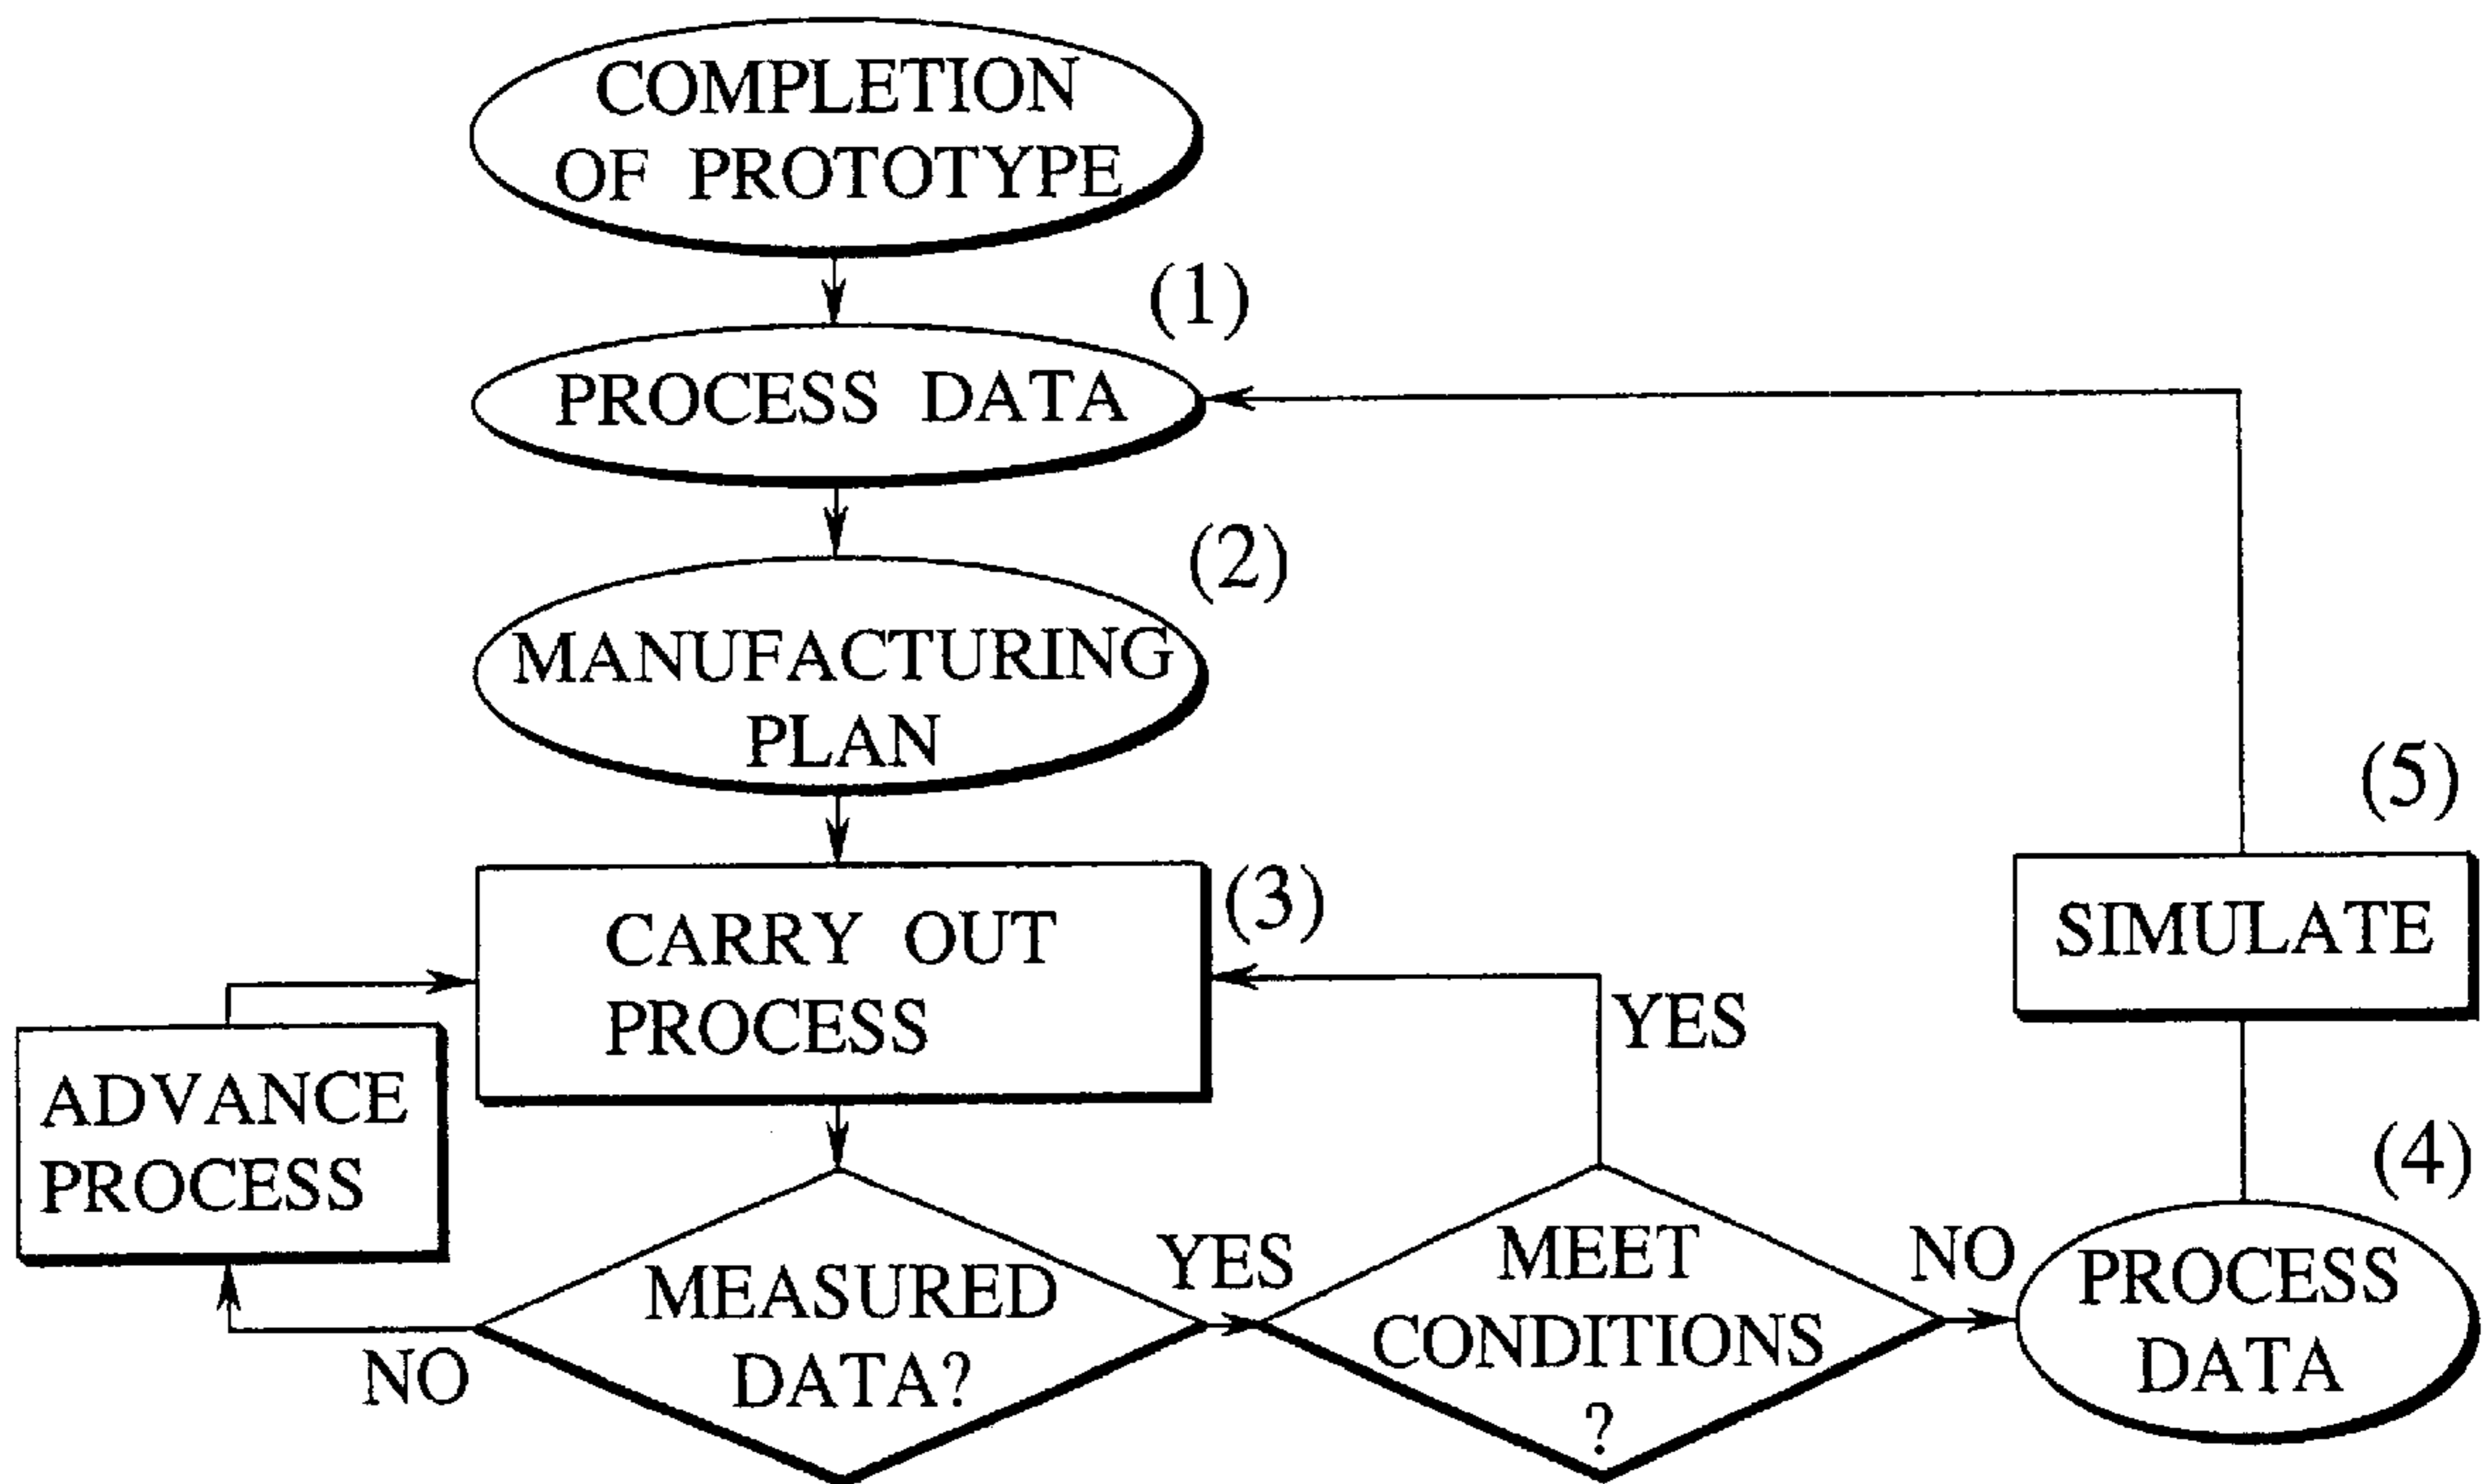 COMPLETION
OF PROTOTYPE
(1)
PROCESS DATA
(2)
MANUFACTURING
PLAN
(3)
CARRY OUT
PROCESS
ADVANCE
PROCESS
MEASURED
DATA?
NO
YES
MEET
CONDITIONS
?
YES
NO
(4)
PROCESS
DATA
(5)
SIMULATE